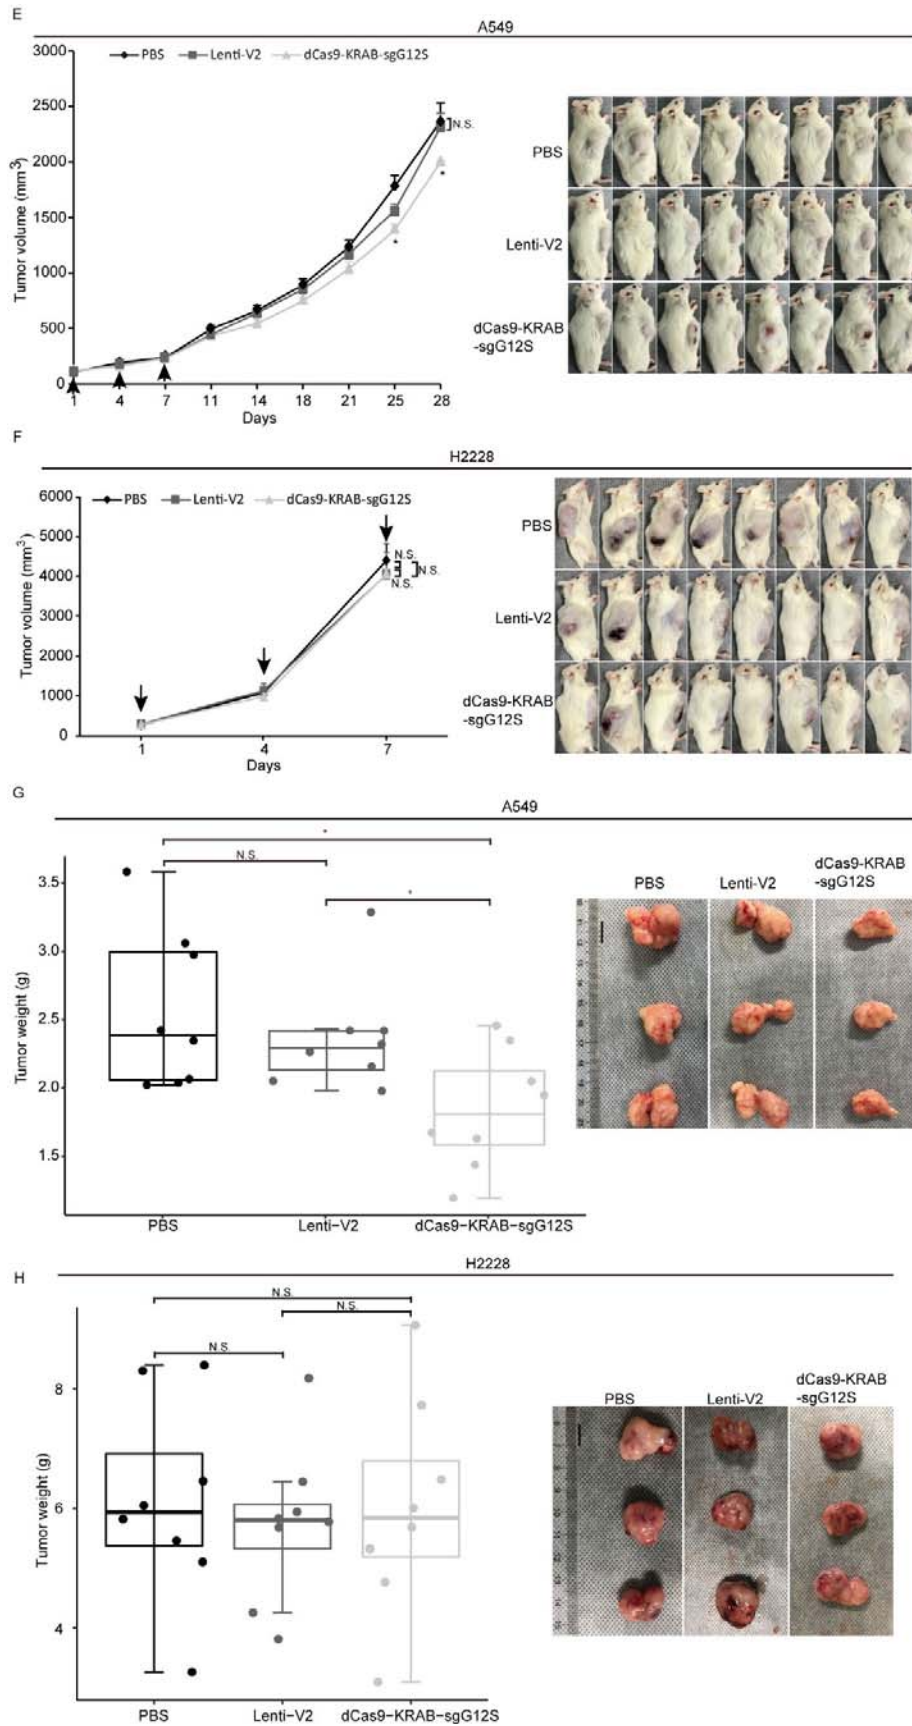 E
A549
PBS Lenti-V2 dCas9-KRAB-sgG12S
3000
2500
2000
1500
1000
500
0
Tumor volume (mm³)
N.S.
*
*
1 4 7 11 14 18 21 25 28
Days
PBS
Lenti-V2
dCas9-KRAB
-sgG12S
F
H2228
PBS Lenti-V2 dCas9-KRAB-sgG12S
6000
5000
4000
3000
2000
1000
0
Tumor volume (mm³)
N.S.
N.S.
N.S.
1 4 7
Days
PBS
Lenti-V2
dCas9-KRAB
-sgG12S
G
A549
*
N.S.
*
3.5
3.0
2.5
2.0
1.5
Tumor weight (g)
PBS Lenti-V2 dCas9-KRAB-sgG12S
PBS Lenti-V2 dCas9-KRAB
-sgG12S
H
H2228
N.S.
N.S.
N.S
8
6
4
Tumor weight (g)
PBS Lenti-V2 dCas9-KRAB-sgG12S
PBS Lenti-V2 dCas9-KRAB
-sgG12S